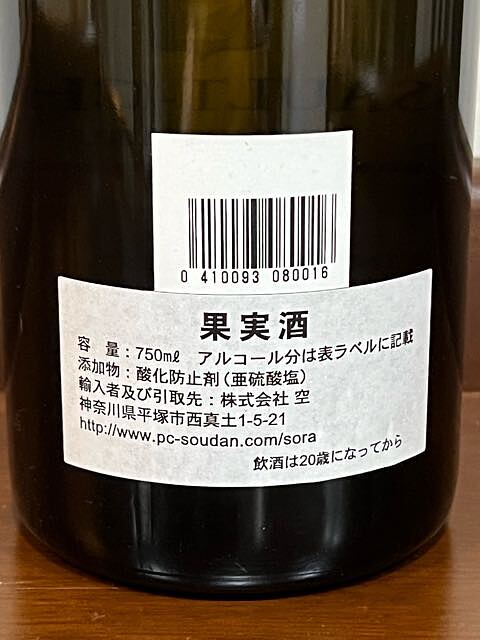 0 410093 080016
果実酒
容　量：750mℓ　アルコール分は表ラベルに記載
添加物：酸化防止剤（亜硫酸塩）
輸入者及び引取先：株式会社 空
神奈川県平塚市西真土1-5-21
http://www.pc-soudan.com/sora
飲酒は20歳になってから